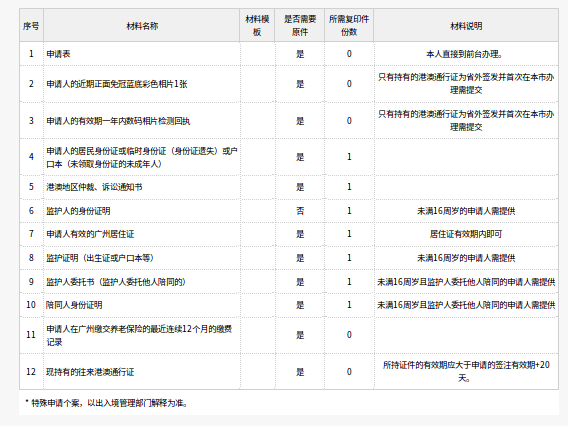 序号 材料名称 材料模板 是否需要原件 所需复印件份数 材料说明
1 申请表 是 0 本人直接到前台办理。
2 申请人的近期正面免冠蓝底彩色相片1张 是 0 只有持有的港澳通行证为省外签发并首次在本市办理需提交
3 申请人的有效期一年内数码相片检测回执 是 0 只有持有的港澳通行证为省外签发并首次在本市办理需提交
4 申请人的居民身份证或临时身份证（身份证遗失）或户口本（未领取身份证的未成年人） 是 1
5 港澳地区仲裁、诉讼通知书 是 1
6 监护人的身份证明 否 1 未满16周岁的申请人需提供
7 申请人有效的广州居住证 是 1 居住证有效期内即可
8 监护证明（出生证或户口本等） 是 1 未满16周岁的申请人需提供
9 监护人委托书（监护人委托他人陪同的） 是 1 未满16周岁且监护人委托他人陪同的申请人需提供
10 陪同人身份证明 是 1 未满16周岁且监护人委托他人陪同的申请人需提供
11 申请人在广州缴交养老保险的最近连续12个月的缴费记录 是 0
12 现持有的往来港澳通行证 是 0 所持证件的有效期应大于申请的签注有效期+20天。
* 特殊申请个案，以出入境管理部门解释为准。